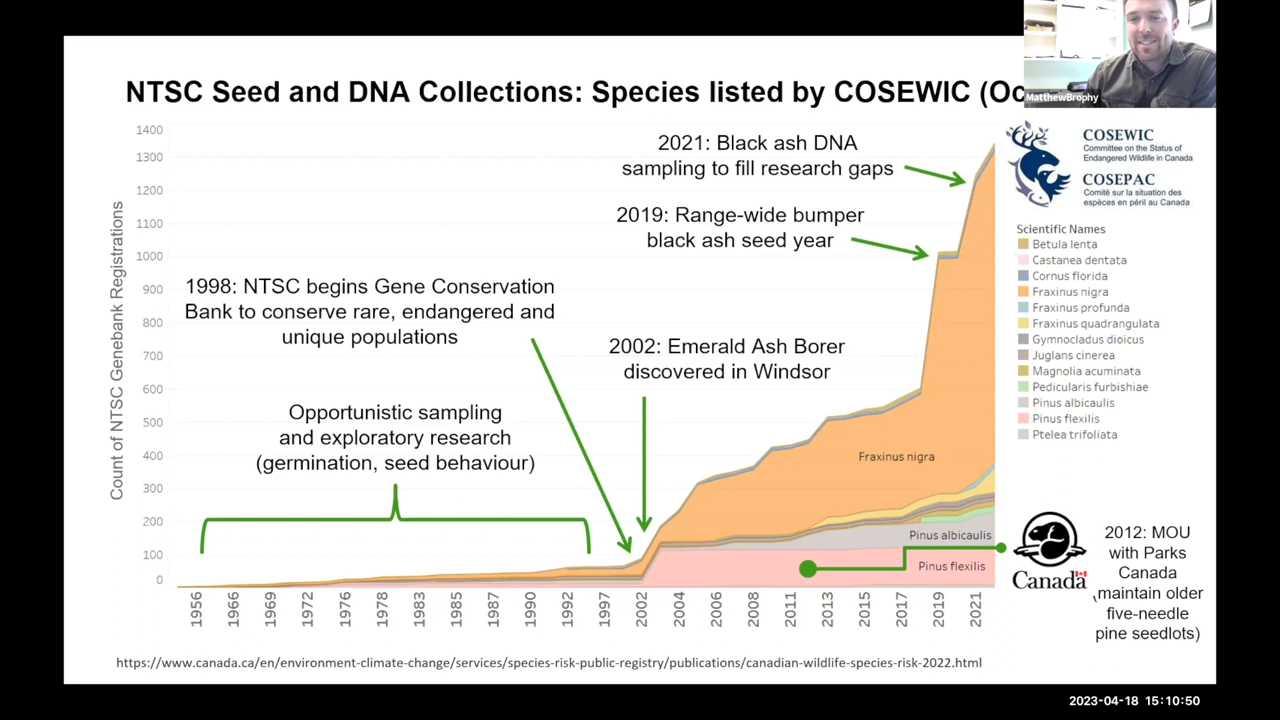 NTSC Seed and DNA Collections: Species listed by COSEWIC (Oc
MatthewBrophy
1400
1300
1200
1100
1000
900
800
700
600
500
400
300
200
100
0
Count of NTSC Genebank Registrations
2021: Black ash DNA
sampling to fill research gaps
2019: Range-wide bumper
black ash seed year
1998: NTSC begins Gene Conservation
Bank to conserve rare, endangered and
unique populations
2002: Emerald Ash Borer
discovered in Windsor
Opportunistic sampling
and exploratory research
(germination, seed behaviour)
Fraxinus nigra
Pinus albicaulis
Pinus flexilis
1956
1966
1969
1972
1976
1978
1983
1985
1987
1990
1992
1997
2002
2004
2006
2008
2011
2013
2015
2017
2019
2021
COSEWIC
Committee on the Status of
Endangered Wildlife in Canada
COSEPAC
Comité sur la situation des
espèces en péril au Canada
Scientific Names
Betula lenta
Castanea dentata
Cornus florida
Fraxinus nigra
Fraxinus profunda
Fraxinus quadrangulata
Gymnocladus dioicus
Juglans cinerea
Magnolia acuminata
Pedicularis furbishiae
Pinus albicaulis
Pinus flexilis
Ptelea trifoliata
Canada
2012: MOU
with Parks
Canada
(maintain older
five-needle
pine seedlots)
https://www.canada.ca/en/environment-climate-change/services/species-risk-public-registry/publications/canadian-wildlife-species-risk-2022.html
2023-04-18 15:10:50